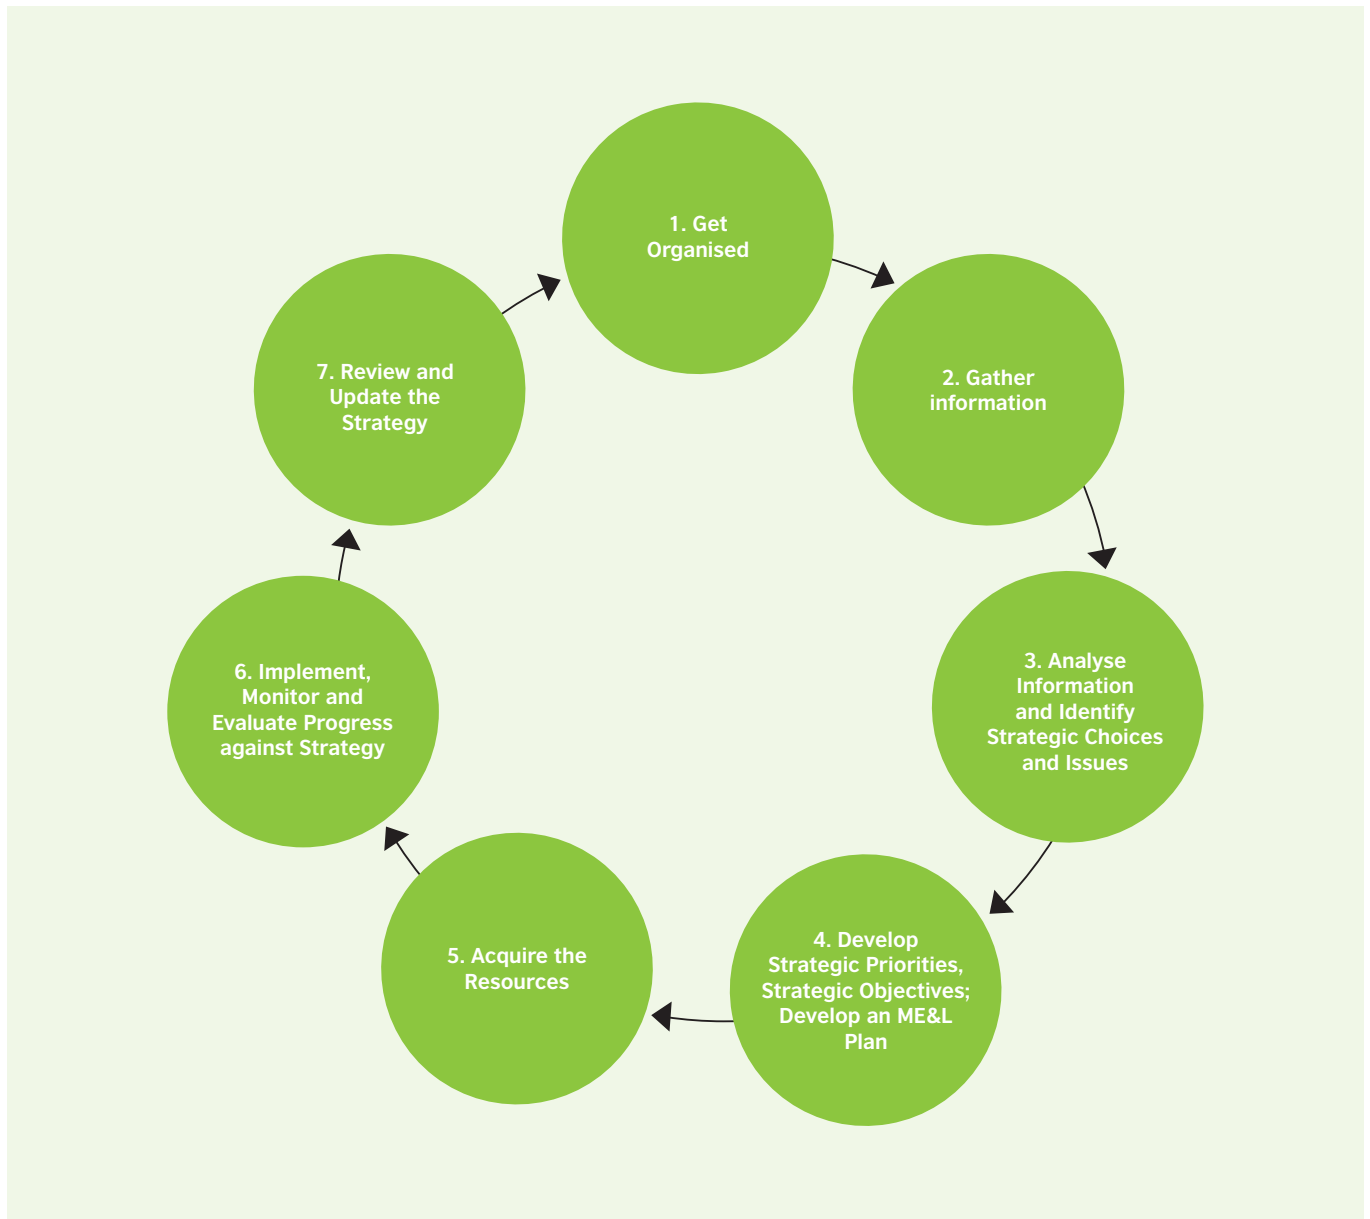 1. Get
Organised
2. Gather
information
3. Analyse
Information
and Identify
Strategic Choices
and Issues
4. Develop
Strategic Priorities,
Strategic Objectives;
Develop an ME&L
Plan
5. Acquire the
Resources
6. Implement,
Monitor and
Evaluate Progress
against Strategy
7. Review and
Update the
Strategy